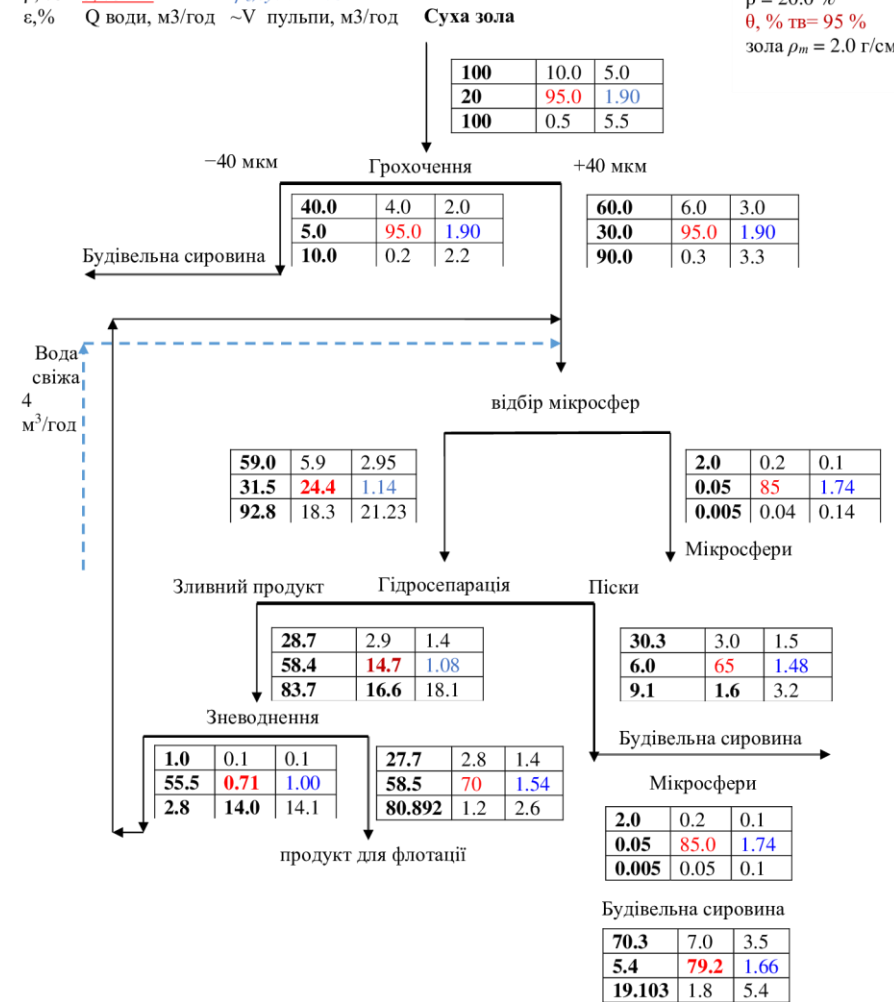 ε,% Q води, м3/год ~V пульпи, м3/год Суха зола
θ, % тв= 95 %
зола ρm = 2.0 г/см
100 10.0 5.0
20 95.0 1.90
100 0.5 5.5
−40 мкм Грохочення +40 мкм
40.0 4.0 2.0
5.0 95.0 1.90
10.0 0.2 2.2
60.0 6.0 3.0
30.0 95.0 1.90
90.0 0.3 3.3
Будівельна сировина
Вода
свіжа
4
м3/год
відбір мікросфер
59.0 5.9 2.95
31.5 24.4 1.14
92.8 18.3 21.23
2.0 0.2 0.1
0.05 85 1.74
0.005 0.04 0.14
Мікросфери
Зливний продукт Гідросепарація Піски
28.7 2.9 1.4
58.4 14.7 1.08
83.7 16.6 18.1
30.3 3.0 1.5
6.0 65 1.48
9.1 1.6 3.2
Зневоднення
Будівельна сировина
1.0 0.1 0.1
55.5 0.71 1.00
2.8 14.0 14.1
27.7 2.8 1.4
58.5 70 1.54
80.892 1.2 2.6
продукт для флотації
Мікросфери
2.0 0.2 0.1
0.05 85.0 1.74
0.005 0.05 0.1
Будівельна сировина
70.3 7.0 3.5
5.4 79.2 1.66
19.103 1.8 5.4